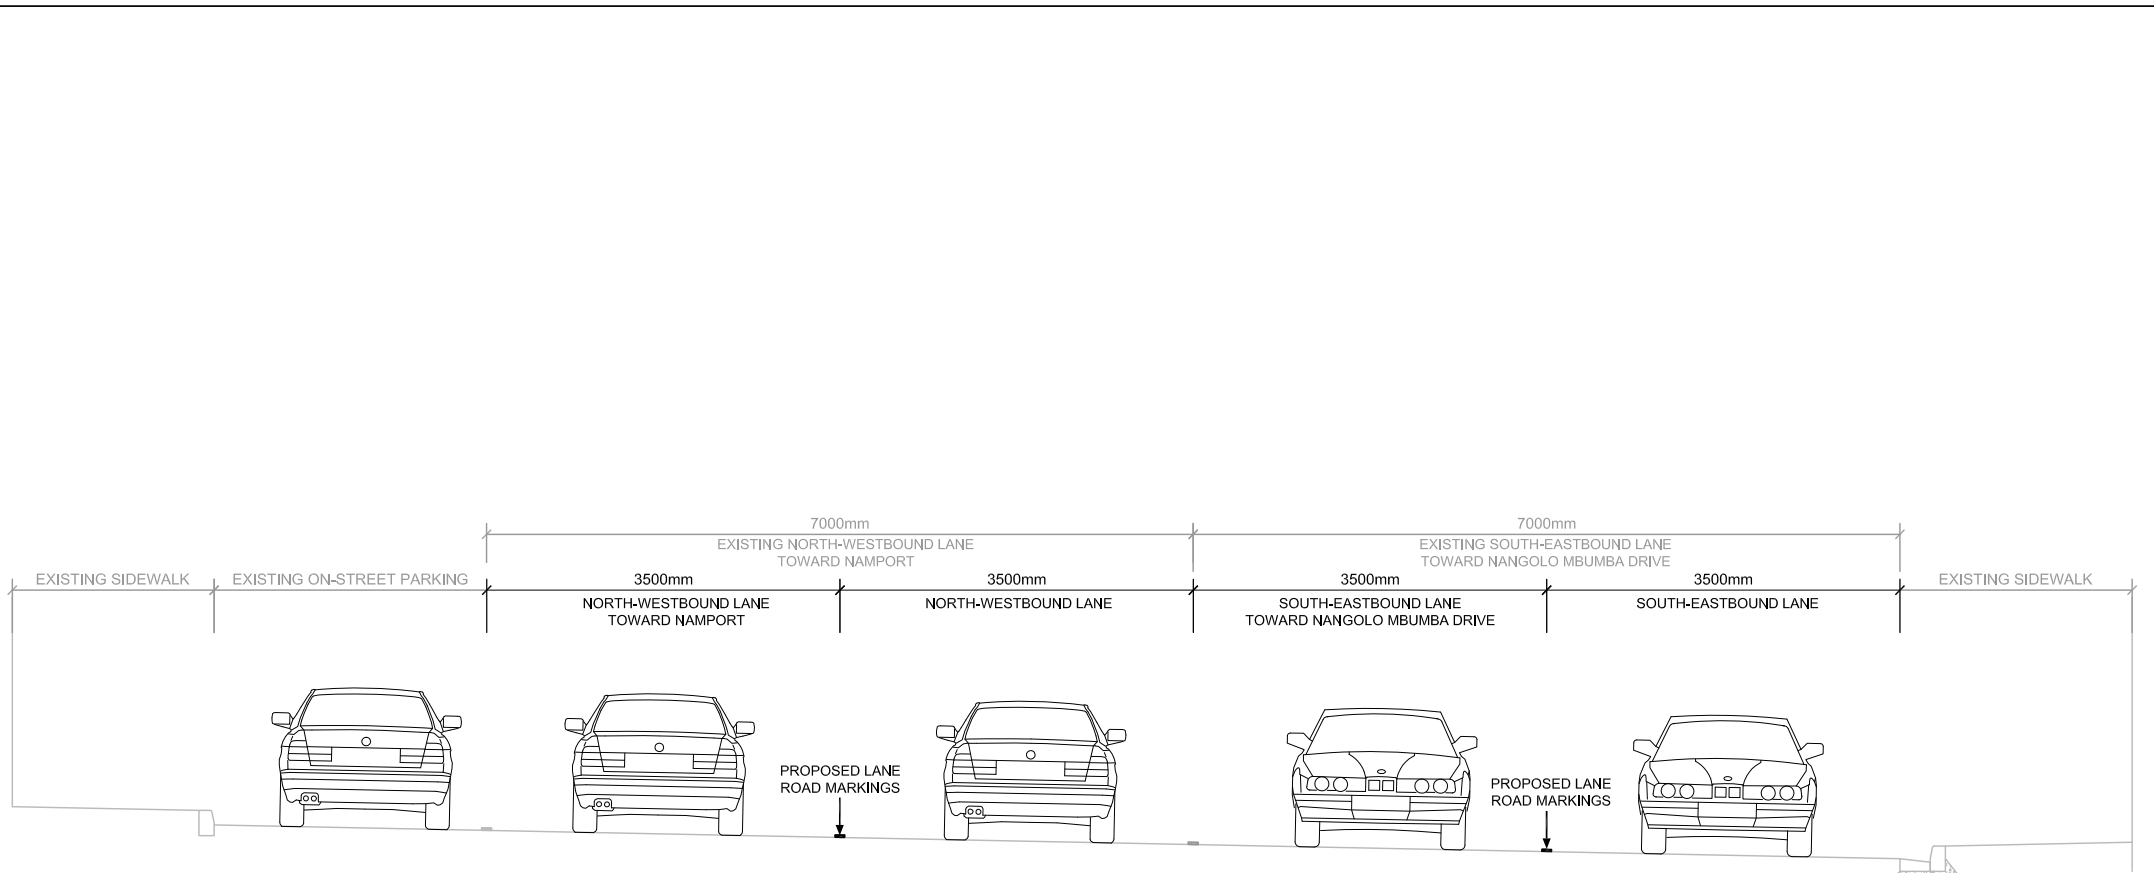 7000mm
EXISTING NORTH-WESTBOUND LANE
TOWARD NAMPORT
7000mm
EXISTING SOUTH-EASTBOUND LANE
TOWARD NANGOLO MBUMBA DRIVE
EXISTING SIDEWALK
EXISTING ON-STREET PARKING
3500mm
NORTH-WESTBOUND LANE
TOWARD NAMPORT
3500mm
NORTH-WESTBOUND LANE
3500mm
SOUTH-EASTBOUND LANE
TOWARD NANGOLO MBUMBA DRIVE
3500mm
SOUTH-EASTBOUND LANE
EXISTING SIDEWALK
PROPOSED LANE
ROAD MARKINGS
PROPOSED LANE
ROAD MARKINGS